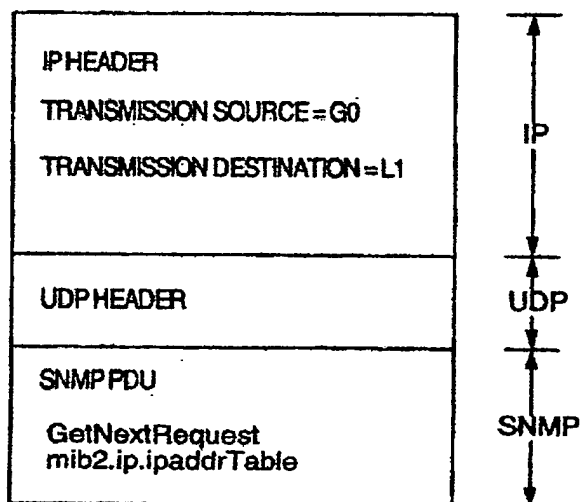 IP HEADER
TRANSMISSION SOURCE = G0
TRANSMISSION DESTINATION = L1
IP
UDP HEADER
UDP
SNMP PDU
GetNextRequest
mib2.ip.ipaddrTable
SNMP